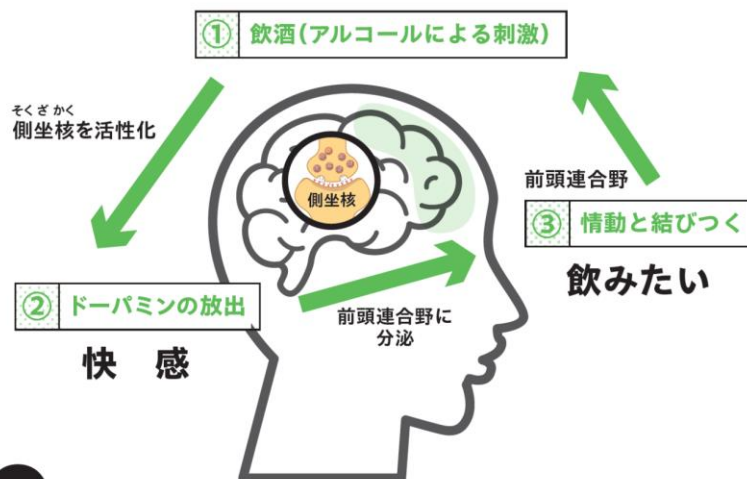 ① 飲酒(アルコールによる刺激)
そくざかく
側坐核を活性化
側坐核
② ドーパミンの放出
快 感
前頭連合野に
分泌
前頭連合野
③ 情動と結びつく
飲みたい